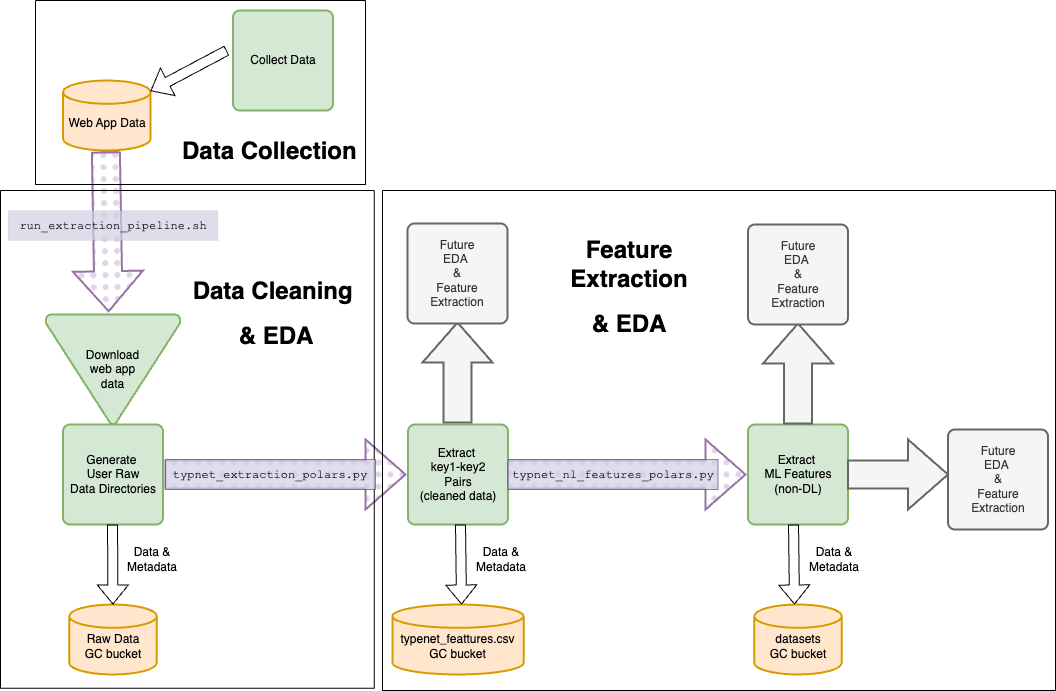 Collect Data
Web App Data
Data Collection
run_extraction_pipeline.sh
Data Cleaning
& EDA
Download
web app
data
Generate
User Raw
Data Directories
typnet_extraction_polars.py
Data &
Metadata
Raw Data
GC bucket
Feature
Extraction
& EDA
Future
EDA
&
Feature
Extraction
Extract
key1-key2
Pairs
(cleaned data)
typnet_nl_features_polars.py
Data &
Metadata
typenet_feattures.csv
GC bucket
Future
EDA
&
Feature
Extraction
Extract
ML Features
(non-DL)
Data &
Metadata
datasets
GC bucket
Future
EDA
&
Feature
Extraction